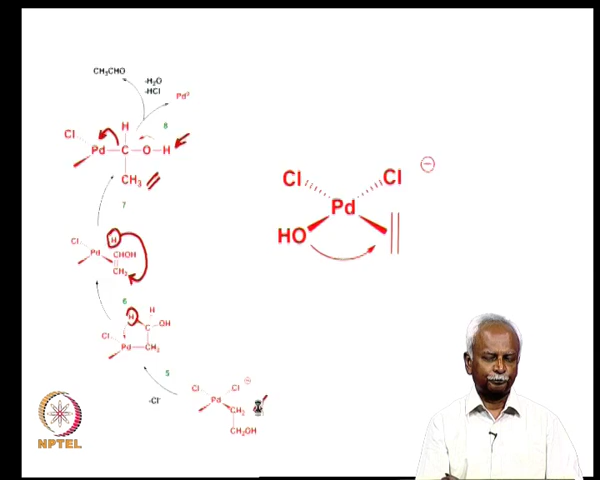 CH3CHO
-H2O
-HCl
Pd0
8
H
Cl
Pd
C
O
H
CH3
7
Cl
H
Pd
CHOH
CH2
6
H
H
C
OH
Cl
Pd
CH2
5
-Cl-
Cl
Cl
Pd
CH2
CH2OH
Cl
Cl
Pd
HO
NPTEL